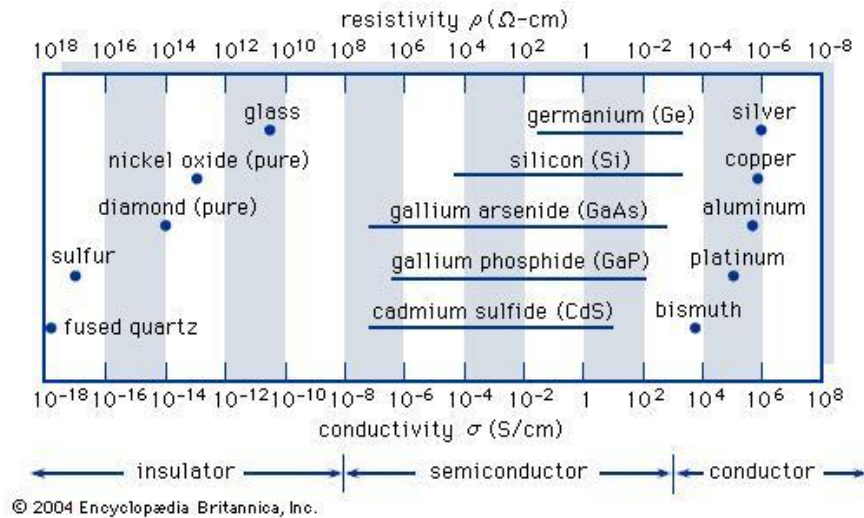 resistivity ρ (Ω-cm)
10¹⁸ 10¹⁶ 10¹⁴ 10¹² 10¹⁰ 10⁸ 10⁶ 10⁴ 10² 1 10⁻² 10⁻⁴ 10⁻⁶ 10⁻⁸
glass germanium (Ge) silver
nickel oxide (pure) silicon (Si) copper
diamond (pure) gallium arsenide (GaAs) aluminum
sulfur gallium phosphide (GaP) platinum
fused quartz cadmium sulfide (CdS) bismuth
10⁻¹⁸ 10⁻¹⁶ 10⁻¹⁴ 10⁻¹² 10⁻¹⁰ 10⁻⁸ 10⁻⁶ 10⁻⁴ 10⁻² 1 10² 10⁴ 10⁶ 10⁸
conductivity σ (S/cm)
insulator semiconductor conductor
© 2004 Encyclopædia Britannica, Inc.